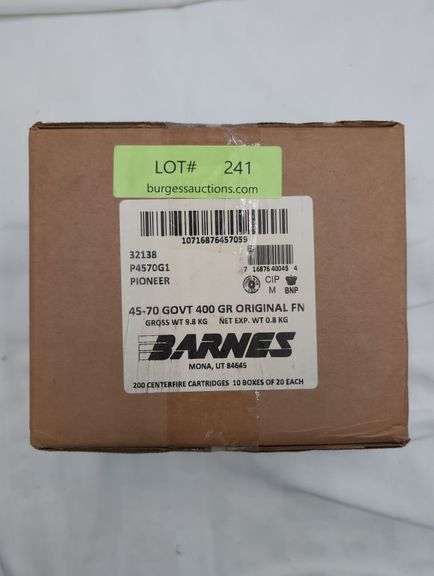 LOT# 241
burgessauctions.com
10716876457059
32138
P4570G1
PIONEER
7 16876 40045 4
CIP
M BNP
45-70 GOVT 400 GR ORIGINAL FN
GROSS WT 9.8 KG NET EXP. WT 0.8 KG
BARNES
MONA, UT 84645
200 CENTERFIRE CARTRIDGES 10 BOXES OF 20 EACH